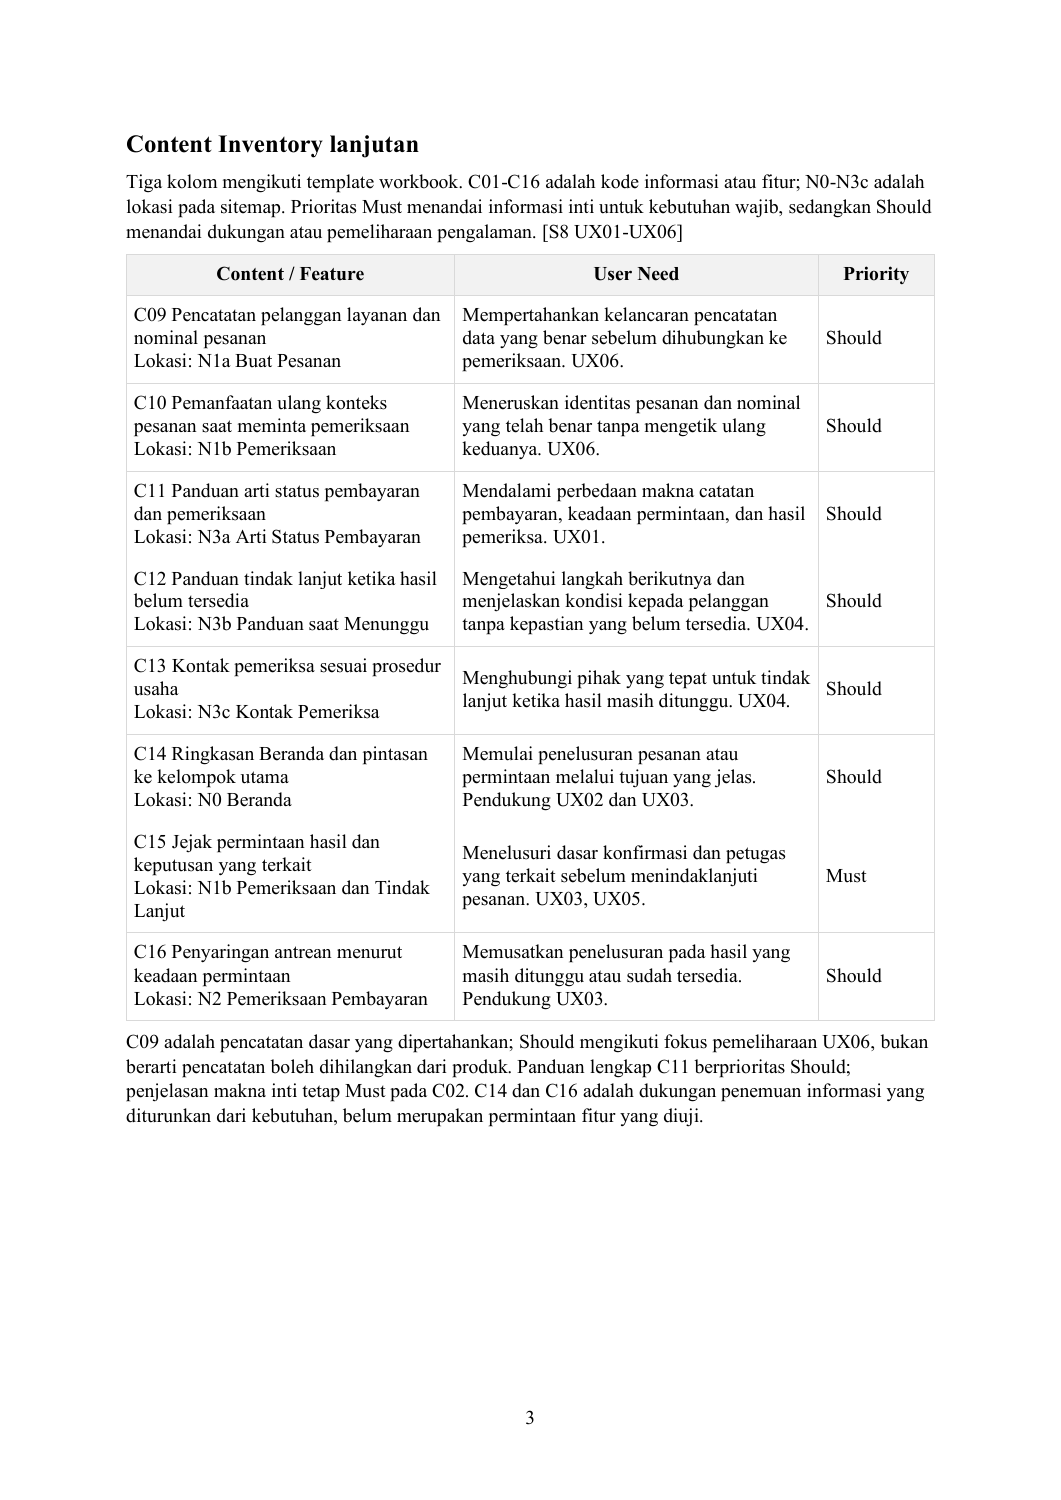 Content Inventory lanjutan
Tiga kolom mengikuti template workbook. C01-C16 adalah kode informasi atau fitur; N0-N3c adalah
lokasi pada sitemap. Prioritas Must menandai informasi inti untuk kebutuhan wajib, sedangkan Should
menandai dukungan atau pemeliharaan pengalaman. [S8 UX01-UX06]
Content / Feature
User Need
Priority
C09 Pencatatan pelanggan layanan dan
nominal pesanan
Lokasi: N1a Buat Pesanan
Mempertahankan kelancaran pencatatan
data yang benar sebelum dihubungkan ke
pemeriksaan. UX06.
Should
C10 Pemanfaatan ulang konteks
pesanan saat meminta pemeriksaan
Lokasi: N1b Pemeriksaan
Meneruskan identitas pesanan dan nominal
yang telah benar tanpa mengetik ulang
keduanya. UX06.
Should
C11 Panduan arti status pembayaran
dan pemeriksaan
Lokasi: N3a Arti Status Pembayaran
Mendalami perbedaan makna catatan
pembayaran, keadaan permintaan, dan hasil
pemeriksa. UX01.
Should
C12 Panduan tindak lanjut ketika hasil
belum tersedia
Lokasi: N3b Panduan saat Menunggu
Mengetahui langkah berikutnya dan
menjelaskan kondisi kepada pelanggan
tanpa kepastian yang belum tersedia. UX04.
Should
C13 Kontak pemeriksa sesuai prosedur
usaha
Lokasi: N3c Kontak Pemeriksa
Menghubungi pihak yang tepat untuk tindak
lanjut ketika hasil masih ditunggu. UX04.
Should
C14 Ringkasan Beranda dan pintasan
ke kelompok utama
Lokasi: N0 Beranda
Memulai penelusuran pesanan atau
permintaan melalui tujuan yang jelas.
Pendukung UX02 dan UX03.
Should
C15 Jejak permintaan hasil dan
keputusan yang terkait
Lokasi: N1b Pemeriksaan dan Tindak
Lanjut
Menelusuri dasar konfirmasi dan petugas
yang terkait sebelum menindaklanjuti
pesanan. UX03, UX05.
Must
C16 Penyaringan antrean menurut
keadaan permintaan
Lokasi: N2 Pemeriksaan Pembayaran
Memusatkan penelusuran pada hasil yang
masih ditunggu atau sudah tersedia.
Pendukung UX03.
Should
C09 adalah pencatatan dasar yang dipertahankan; Should mengikuti fokus pemeliharaan UX06, bukan
berarti pencatatan boleh dihilangkan dari produk. Panduan lengkap C11 berprioritas Should;
penjelasan makna inti tetap Must pada C02. C14 dan C16 adalah dukungan penemuan informasi yang
diturunkan dari kebutuhan, belum merupakan permintaan fitur yang diuji.
3